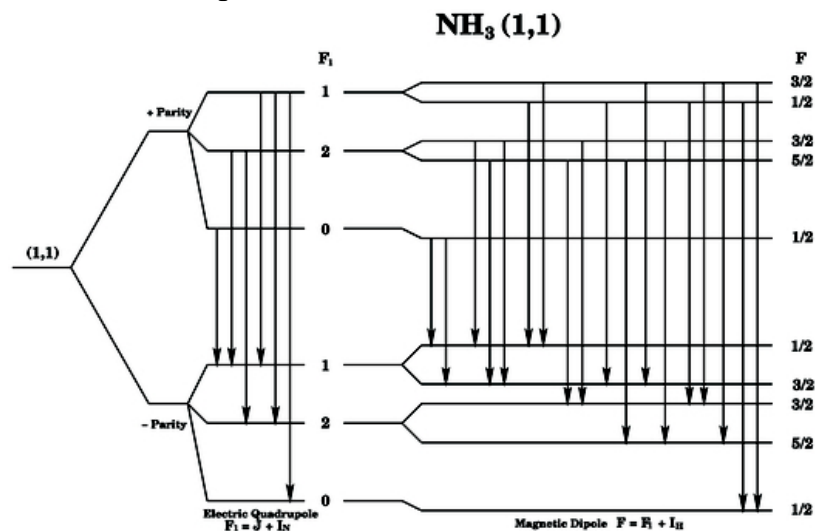 NH₃ (1,1)
F₁
F
3/2
1
1/2
+ Parity
3/2
2
5/2
0
1/2
(1,1)
1/2
1
3/2
3/2
– Parity
2
5/2
0
1/2
Electric Quadrupole
F₁ = J + I_N
Magnetic Dipole F = F₁ + I_H